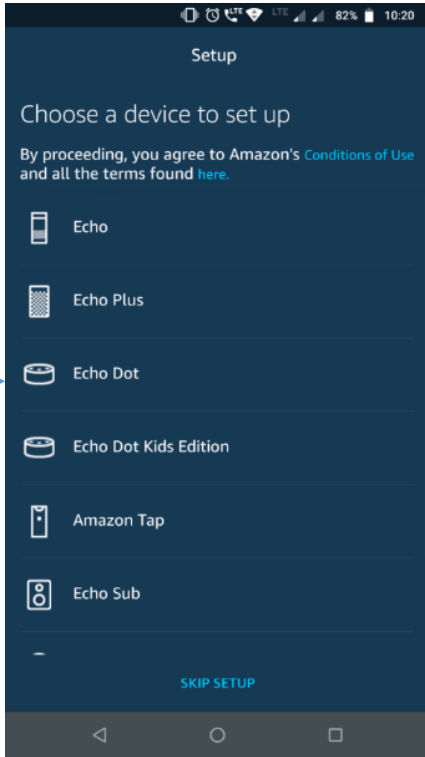 LTE LTE 82% 10:20
Setup
Choose a device to set up
By proceeding, you agree to Amazon's Conditions of Use
and all the terms found here.
Echo
Echo Plus
Echo Dot
Echo Dot Kids Edition
Amazon Tap
Echo Sub
SKIP SETUP